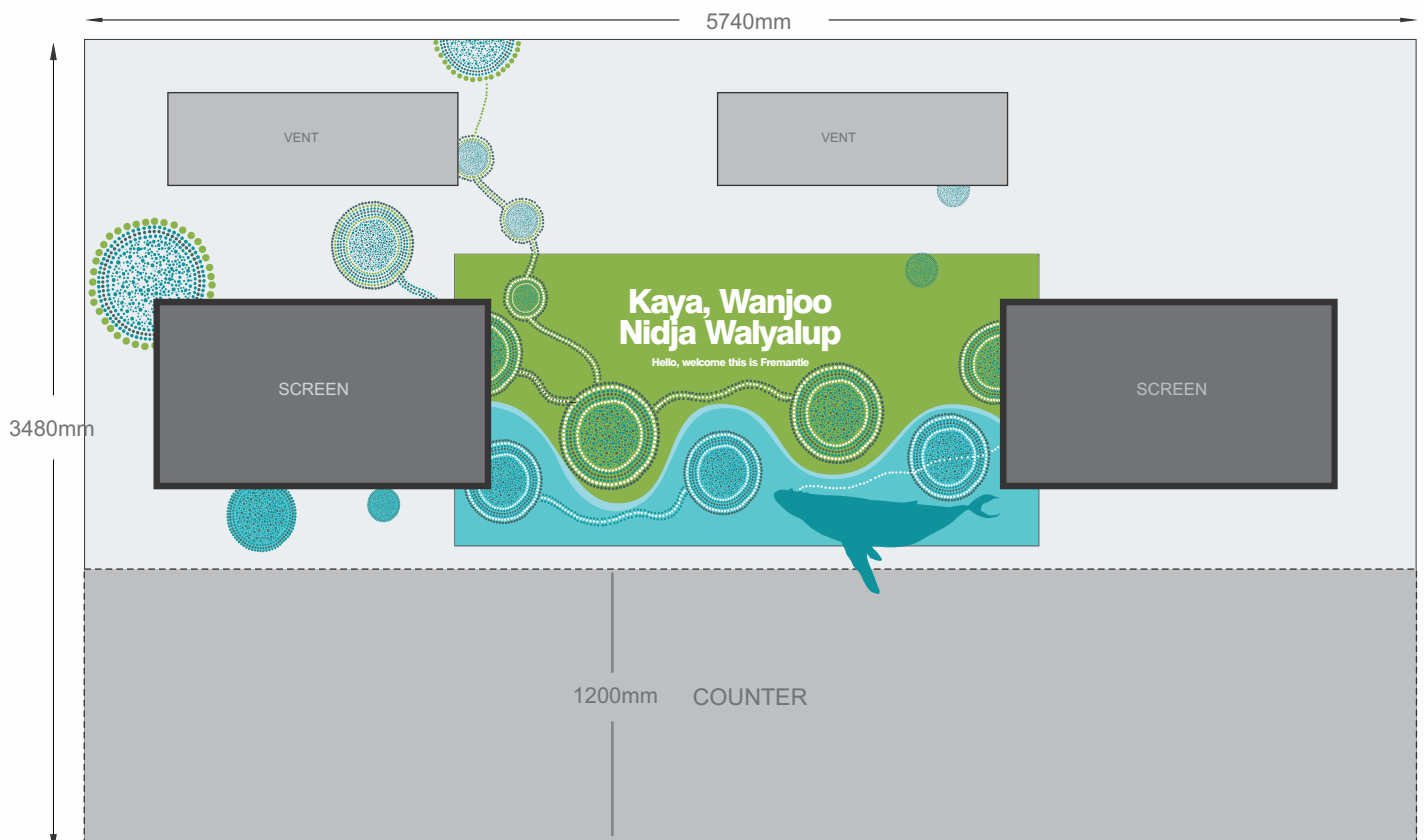 5740mm
VENT
VENT
Kaya, Wanjoo
Nidja Walyalup
Hello, welcome this is Fremantle
SCREEN
SCREEN
3480mm
1200mm
COUNTER